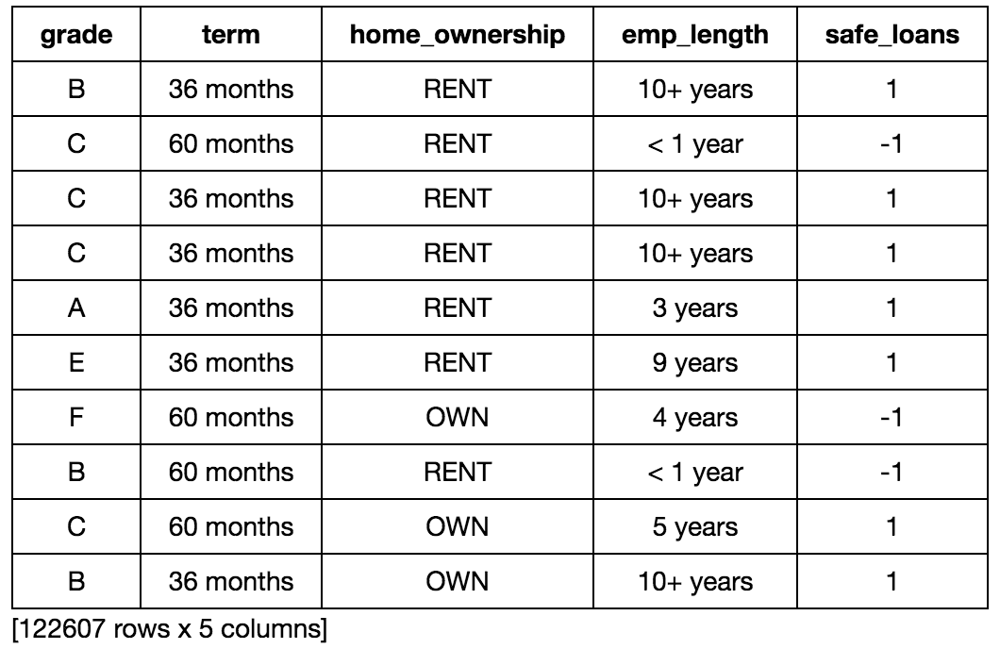 grade term home_ownership emp_length safe_loans
B 36 months RENT 10+ years 1
C 60 months RENT < 1 year -1
C 36 months RENT 10+ years 1
C 36 months RENT 10+ years 1
A 36 months RENT 3 years 1
E 36 months RENT 9 years 1
F 60 months OWN 4 years -1
B 60 months RENT < 1 year -1
C 60 months OWN 5 years 1
B 36 months OWN 10+ years 1
[122607 rows x 5 columns]